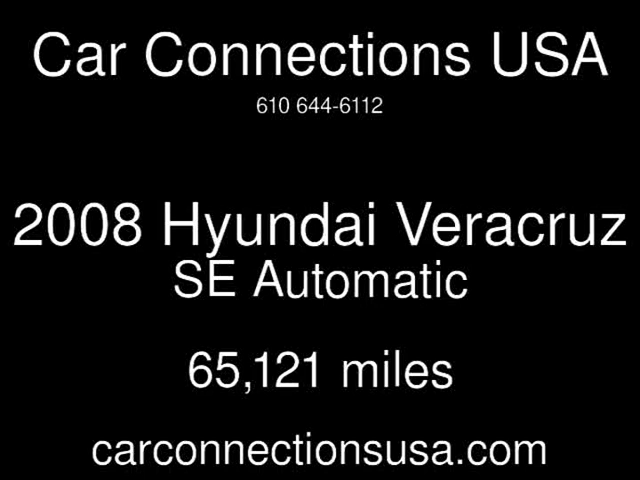 Car Connections USA
610 644-6112
2008 Hyundai Veracruz
SE Automatic
65,121 miles
carconnectionsusa.com